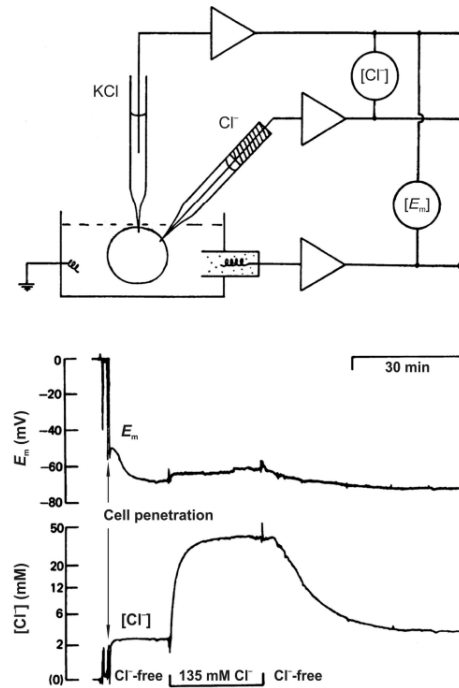 KCl
Cl⁻
[Cl⁻]
[Eₘ]
30 min
0
−20
−40
−60
−80
Eₘ (mV)
Eₘ
Cell penetration
50
20
12
6
2
(0)
[Cl⁻] (mM)
[Cl⁻]
Cl⁻-free
135 mM Cl⁻
Cl⁻-free